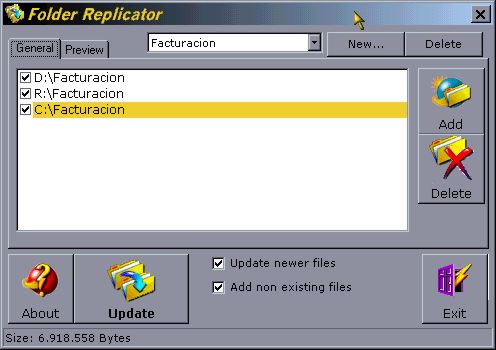 Folder Replicator
General
Preview
Facturacion
New...
Delete
D:\Facturacion
R:\Facturacion
C:\Facturacion
Add
Delete
Update newer files
Add non existing files
About
Update
Exit
Size: 6.918.558 Bytes